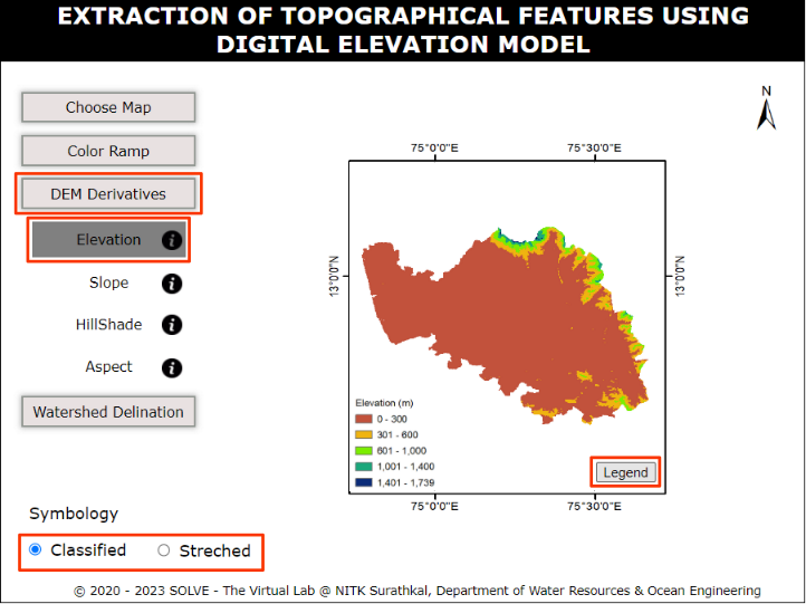 EXTRACTION OF TOPOGRAPHICAL FEATURES USING
DIGITAL ELEVATION MODEL
Choose Map
Color Ramp
DEM Derivatives
Elevation i
Slope i
HillShade i
Aspect i
Watershed Delination
N
75°0'0"E 75°30'0"E
13°0'0"N 13°0'0"N
Elevation (m)
0 - 300
301 - 600
601 - 1,000
1,001 - 1,400
1,401 - 1,739
Legend
75°0'0"E 75°30'0"E
Symbology
Classified Streched
© 2020 - 2023 SOLVE - The Virtual Lab @ NITK Surathkal, Department of Water Resources & Ocean Engineering